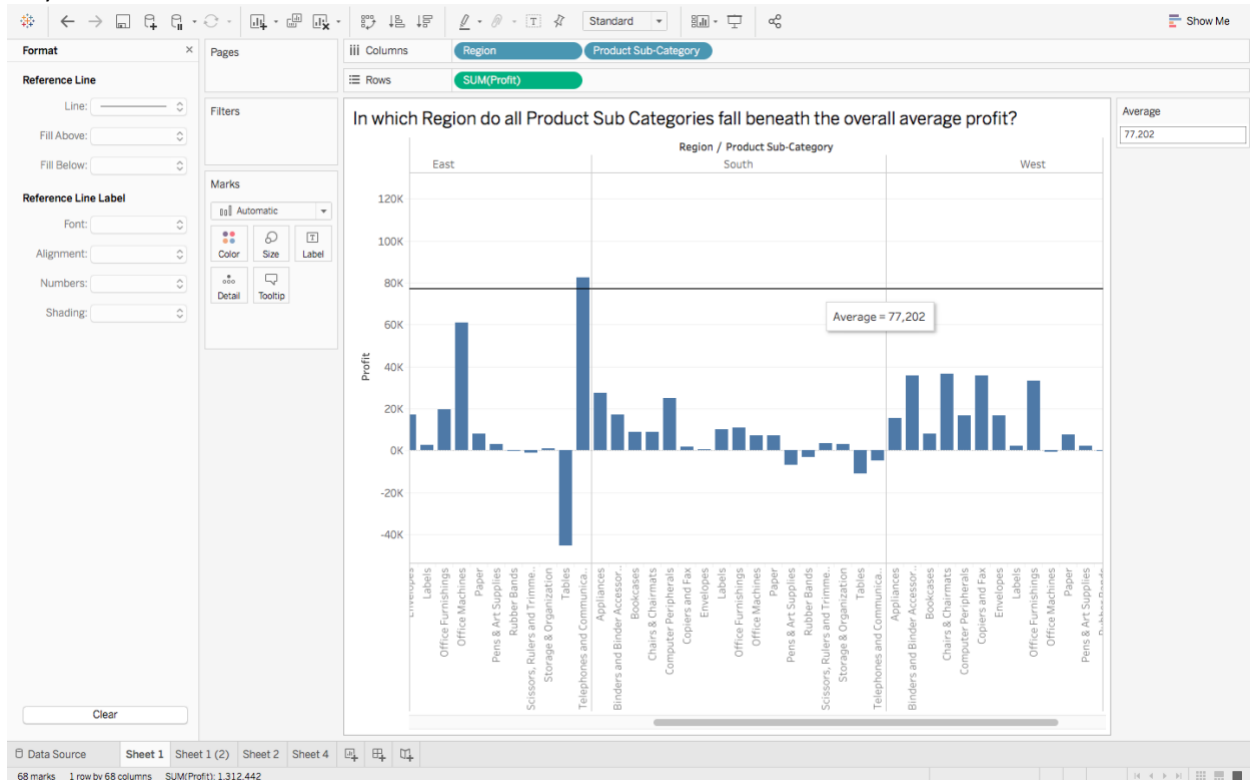 Standard
Show Me
Format
×
Reference Line
Line:
Fill Above:
Fill Below:
Reference Line Label
Font:
Alignment:
Numbers:
Shading:
Clear
Pages
Filters
Marks
Automatic
Color
Size
Label
Detail
Tooltip
Columns
Region
Product Sub-Category
Rows
SUM(Profit)
In which Region do all Product Sub Categories fall beneath the overall average profit?
Region / Product Sub-Category
East
South
West
Profit
120K
100K
80K
60K
40K
20K
0K
-20K
-40K
Average = 77,202
Labels
Office Furnishings
Office Machines
Paper
Pens & Art Supplies
Rubber Bands
Scissors, Rulers and Trimme..
Storage & Organization
Tables
Telephones and Communica..
Appliances
Binders and Binder Accessor..
Bookcases
Chairs & Chairmats
Computer Peripherals
Copiers and Fax
Envelopes
Labels
Office Furnishings
Office Machines
Paper
Pens & Art Supplies
Rubber Bands
Scissors, Rulers and Trimme..
Storage & Organization
Tables
Telephones and Communica..
Appliances
Binders and Binder Accessor..
Bookcases
Chairs & Chairmats
Computer Peripherals
Copiers and Fax
Envelopes
Labels
Office Furnishings
Office Machines
Paper
Pens & Art Supplies
Average
77,202
Data Source
Sheet 1
Sheet 1 (2)
Sheet 2
Sheet 4
68 marks
1 row by 68 columns
SUM(Profit): 1,312,442